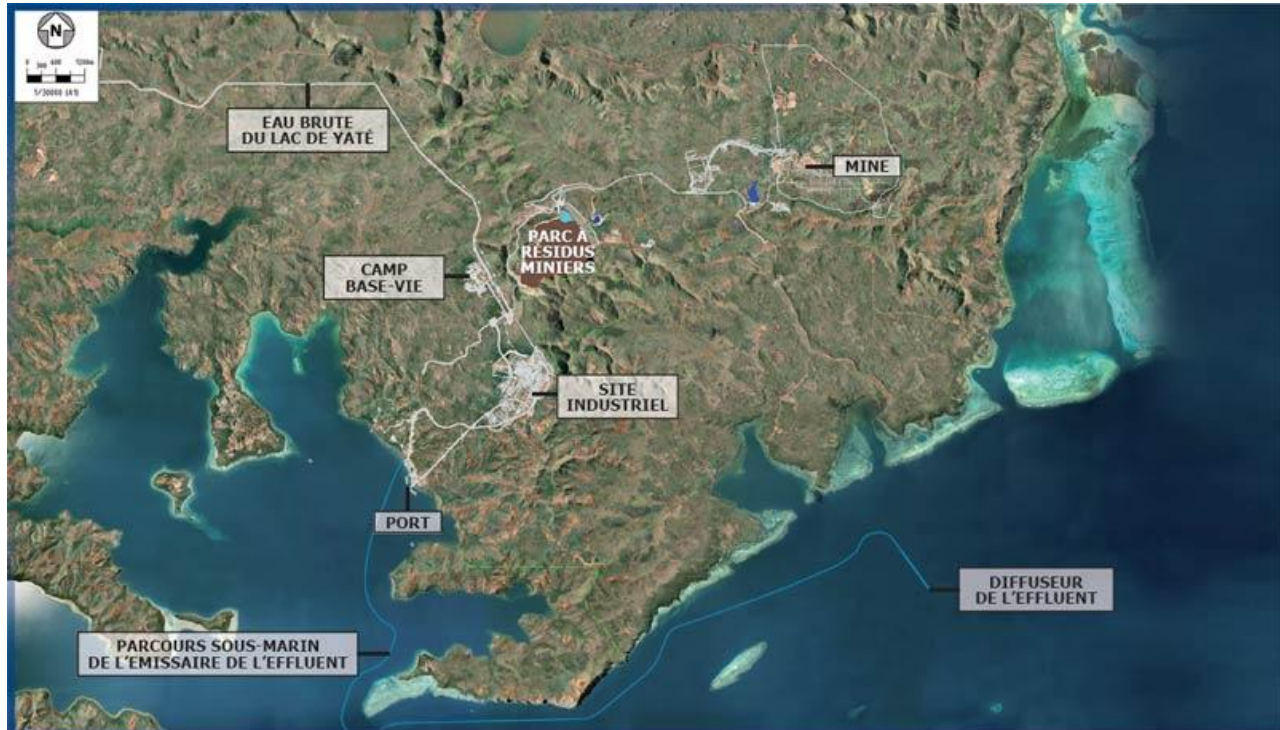 N
EAU BRUTE
DU LAC DE YATÉ
MINE
PARC A
RÉSIDUS
MINIERS
CAMP
BASE-VIE
SITE
INDUSTRIEL
PORT
DIFFUSEUR
DE L'EFFLUENT
PARCOURS SOUS-MARIN
DE L'EMISSAIRE DE L'EFFLUENT